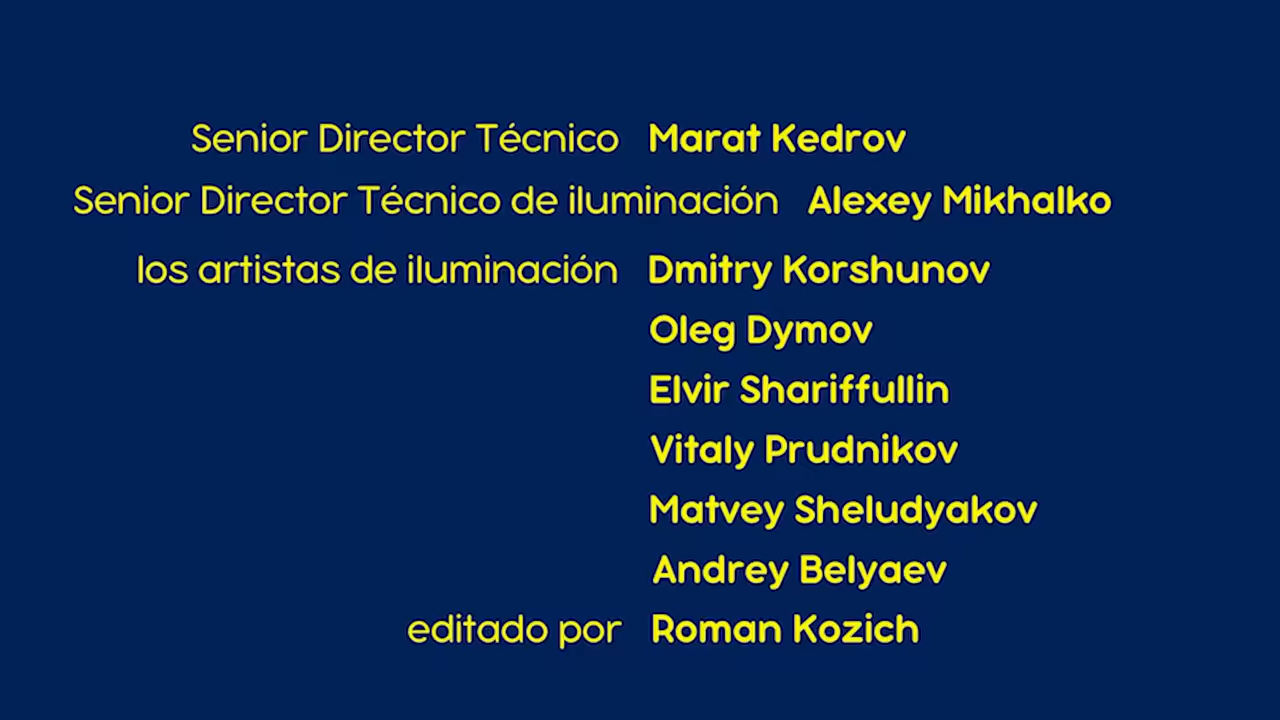 Senior Director Técnico Marat Kedrov
Senior Director Técnico de iluminación Alexey Mikhalko
los artistas de iluminación Dmitry Korshunov
Oleg Dymov
Elvir Shariffullin
Vitaly Prudnikov
Matvey Sheludyakov
Andrey Belyaev
editado por Roman Kozich